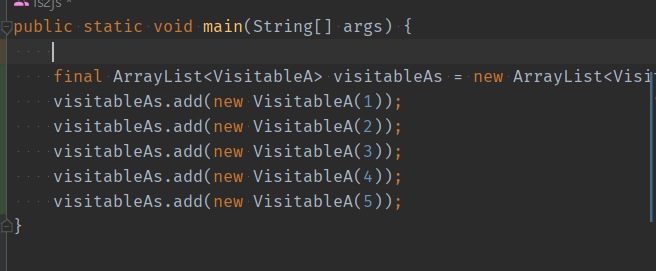 is2js *
public static void main(String[] args) {
final ArrayList<VisitableA> visitableAs = new ArrayList<Visi
visitableAs.add(new VisitableA(1));
visitableAs.add(new VisitableA(2));
visitableAs.add(new VisitableA(3));
visitableAs.add(new VisitableA(4));
visitableAs.add(new VisitableA(5));
}